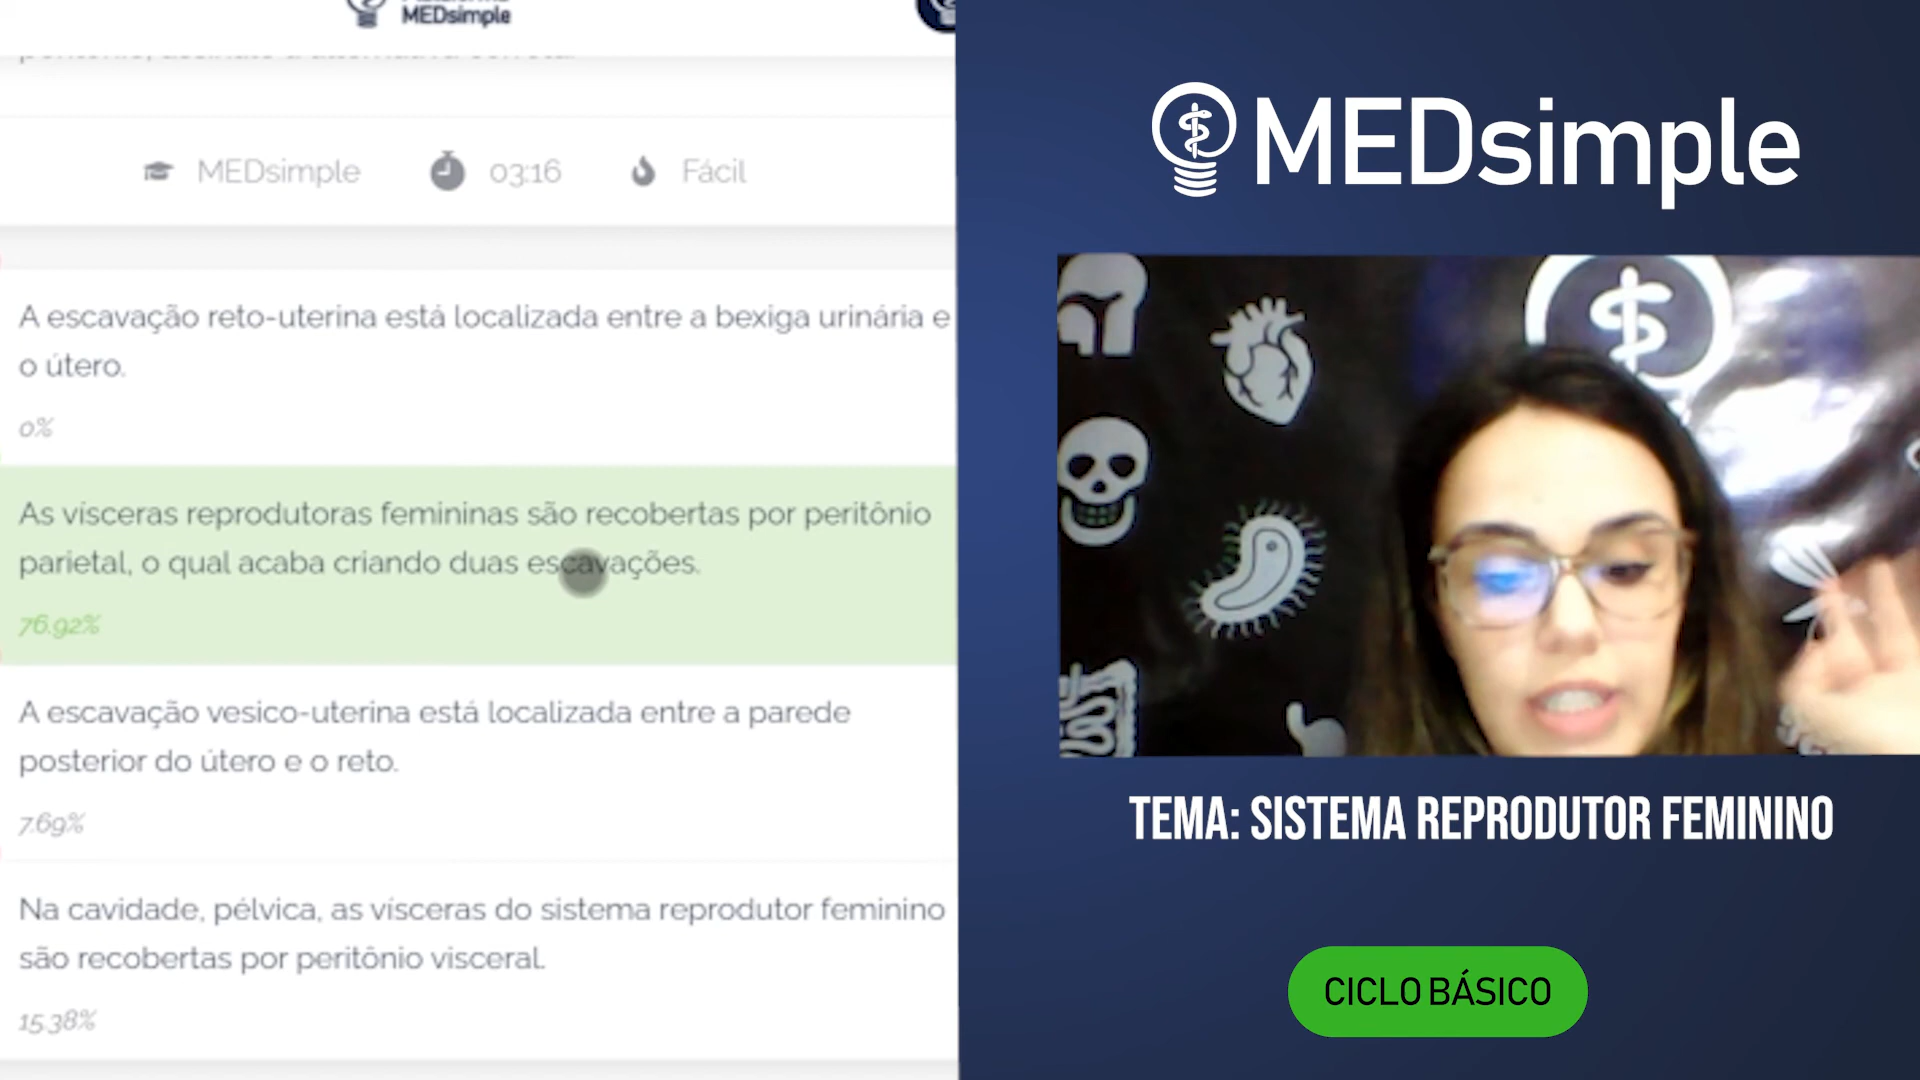 MEDsimple
MEDsimple
03:16
Fácil
A escavação reto-uterina está localizada entre a bexiga urinária e
o útero.
0%
As vísceras reprodutoras femininas são recobertas por peritônio
parietal, o qual acaba criando duas escavações.
76.92%
A escavação vesico-uterina está localizada entre a parede
posterior do útero e o reto.
7.69%
Na cavidade, pélvica, as vísceras do sistema reprodutor feminino
são recobertas por peritônio visceral.
15.38%
MEDsimple
TEMA: SISTEMA REPRODUTOR FEMININO
CICLO BÁSICO